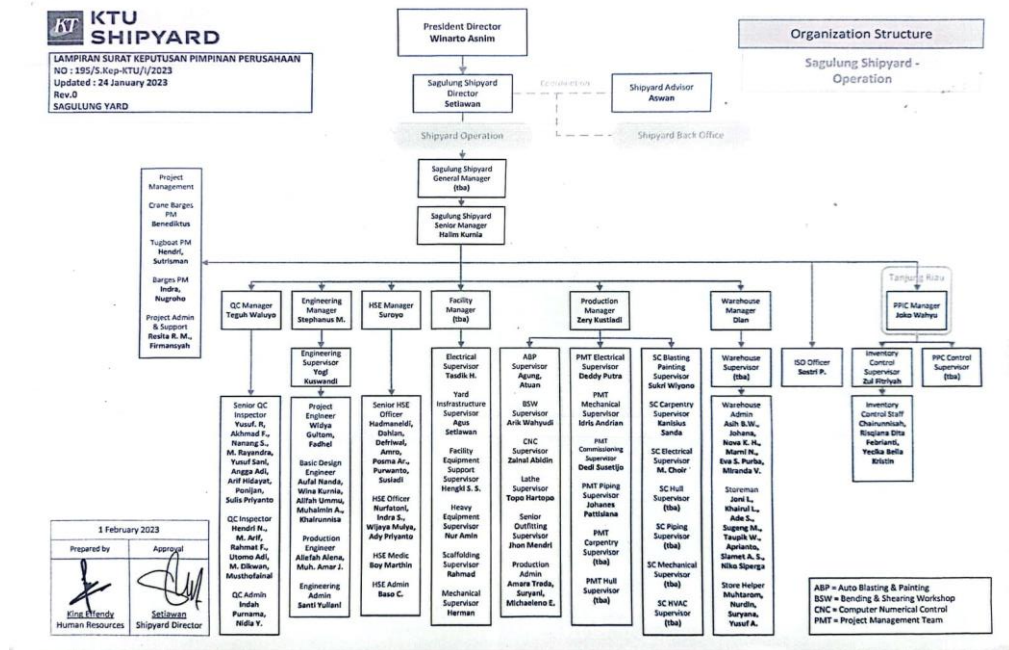 KT KTU
SHIPYARD
LAMPIRAN SURAT KEPUTUSAN PIMPINAN PERUSAHAAN
NO : 195/S.Kep-KTU/I/2023
Updated : 24 January 2023
Rev.0
SAGULUNG YARD
President Director
Winarto Asnim
Organization Structure
Sagulung Shipyard -
Operation
Sagulung Shipyard
Director
Setiawan
Shipyard Advisor
Aswan
Shipyard Operation
Shipyard Back Office
Sagulung Shipyard
General Manager
(tba)
Sagulung Shipyard
Senior Manager
Halim Kurnia
Project
Management
Crane Barges
PM
Benediktus
Tugboat PM
Hendri,
Sutrisman
Barges PM
Indra,
Nugroho
Project Admin
& Support
Resita R. M.,
Firmansyah
QC Manager
Teguh Waluyo
Engineering
Manager
Stephanus M.
HSE Manager
Suroyo
Facility
Manager
(tba)
Production
Manager
Zery Kustiadi
Warehouse
Manager
Dian
Tanjung Riau
PPIC Manager
Joko Wahyu
Engineering
Supervisor
Yogi
Kuswandi
Warehouse
Supervisor
(tba)
ISO Officer
Sastri P.
Inventory
Control
Supervisor
Zul Fitriyah
PPC Control
Supervisor
(tba)
Senior QC
Inspector
Yusuf. R,
Akhmad F.,
Nanang S.,
M. Rayendra,
Yusuf Sani,
Angga Adi,
Arif Hidayat,
Ponijan,
Sulis Priyanto
QC Inspector
Hendri N.,
M. Arif,
Rahmat F.,
Utomo Adi,
M. Dikwan,
Musthofainal
QC Admin
Indah
Purnama,
Nidia Y.
Project
Engineer
Widya
Gultom,
Fadhel
Basic Design
Engineer
Aufal Nanda,
Wina Kurnia,
Alifah Ummu,
Muhaimin A.,
Khairunnisa
Production
Engineer
Aliefah Alena,
Muh. Amar J.
Engineering
Admin
Santi Yuliani
Senior HSE
Officer
Hadmaneldi,
Dahlan,
Defriwal,
Amro,
Posma Ar.,
Purwanto,
Susiadi
HSE Officer
Nurfatoni,
Indra S.,
Wijaya Mulya,
Ady Priyanto
HSE Medic
Boy Marthin
HSE Admin
Baso C.
Electrical
Supervisor
Tasdik H.
Yard
Insfrastructure
Supervisor
Agus
Setiawan
Facility
Equipment
Support
Supervisor
Hengki S. S.
Heavy
Equipment
Supervisor
Nur Amin
Scaffolding
Supervisor
Rahmad
Mechanical
Supervisor
Herman
ABP
Supervisor
Agung,
Atuan
BSW
Supervisor
Arik Wahyudi
CNC
Supervisor
Zainal Abidin
Lathe
Supervisor
Topo Hartopo
Senior
Outfitting
Supervisor
Jhon Mendri
Production
Admin
Amara Treda,
Suryani,
Michaeleno E.
PMT Electrical
Supervisor
Deddy Putra
PMT
Mechanical
Supervisor
Idris Andrian
PMT
Commissioning
Supervisor
Dedi Susetijo
PMT Piping
Supervisor
Johanes
Pattisiana
PMT
Carpentry
Supervisor
(tba)
PMT Hull
Supervisor
(tba)
SC Blasting
Painting
Supervisor
Sukri Wiyono
SC Carpentry
Supervisor
Kanisius
Sanda
SC Electrical
Supervisor
M. Choir
SC Hull
Supervisor
(tba)
SC Piping
Supervisor
(tba)
SC Mechanical
Supervisor
(tba)
SC HVAC
Supervisor
(tba)
Warehouse
Admin
Asih B.W.,
Johana,
Nova K. H.,
Marni N.,
Eva S. Purba,
Miranda V.
Storeman
Joni L,
Khairul L,
Ade S.,
Sugeng M.,
Taupik W.,
Aprianto,
Slamet A. S.,
Niko Siperga
Store Helper
Muhtarom,
Nurdin,
Suryana,
Yusuf A.
Inventory
Control Staff
Chairunnisah,
Risqiana Dita
Febrianti,
Yecika Bella
Kristin
1 February 2023
Prepared by
Approval
King Effendy
Human Resources
Setiawan
Shipyard Director
ABP = Auto Blasting & Painting
BSW = Bending & Shearing Workshop
CNC = Computer Numerical Control
PMT = Project Management Team